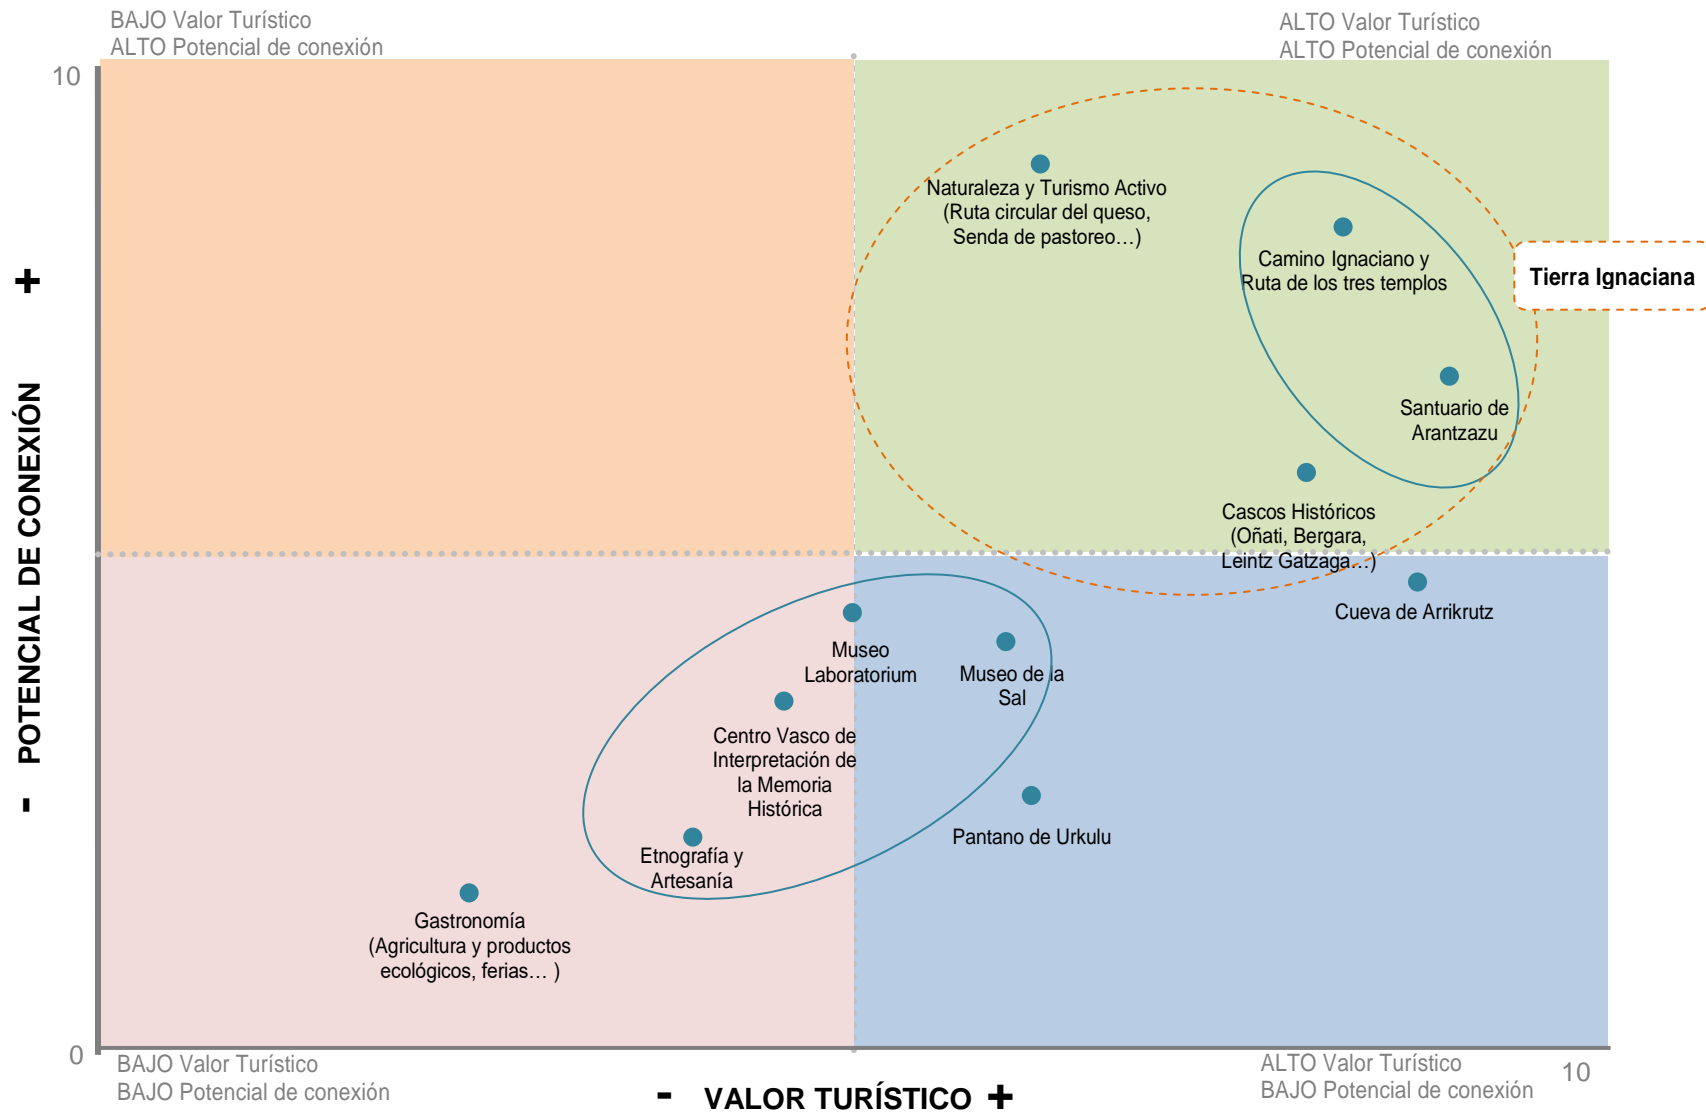 BAJO Valor Turístico
ALTO Potencial de conexión
ALTO Valor Turístico
ALTO Potencial de conexión
10
Naturaleza y Turismo Activo
(Ruta circular del queso,
Senda de pastoreo…)
Camino Ignaciano y
Ruta de los tres templos
Tierra Ignaciana
Santuario de
Arantzazu
Cascos Históricos
(Oñati, Bergara,
Leintz Gatzaga…)
- POTENCIAL DE CONEXIÓN +
Cueva de Arrikrutz
Museo
Laboratorium
Museo de la
Sal
Centro Vasco de
Interpretación de
la Memoria
Histórica
Pantano de Urkulu
Etnografía y
Artesanía
Gastronomía
(Agricultura y productos
ecológicos, ferias… )
0
BAJO Valor Turístico
BAJO Potencial de conexión
- VALOR TURÍSTICO +
ALTO Valor Turístico
BAJO Potencial de conexión
10